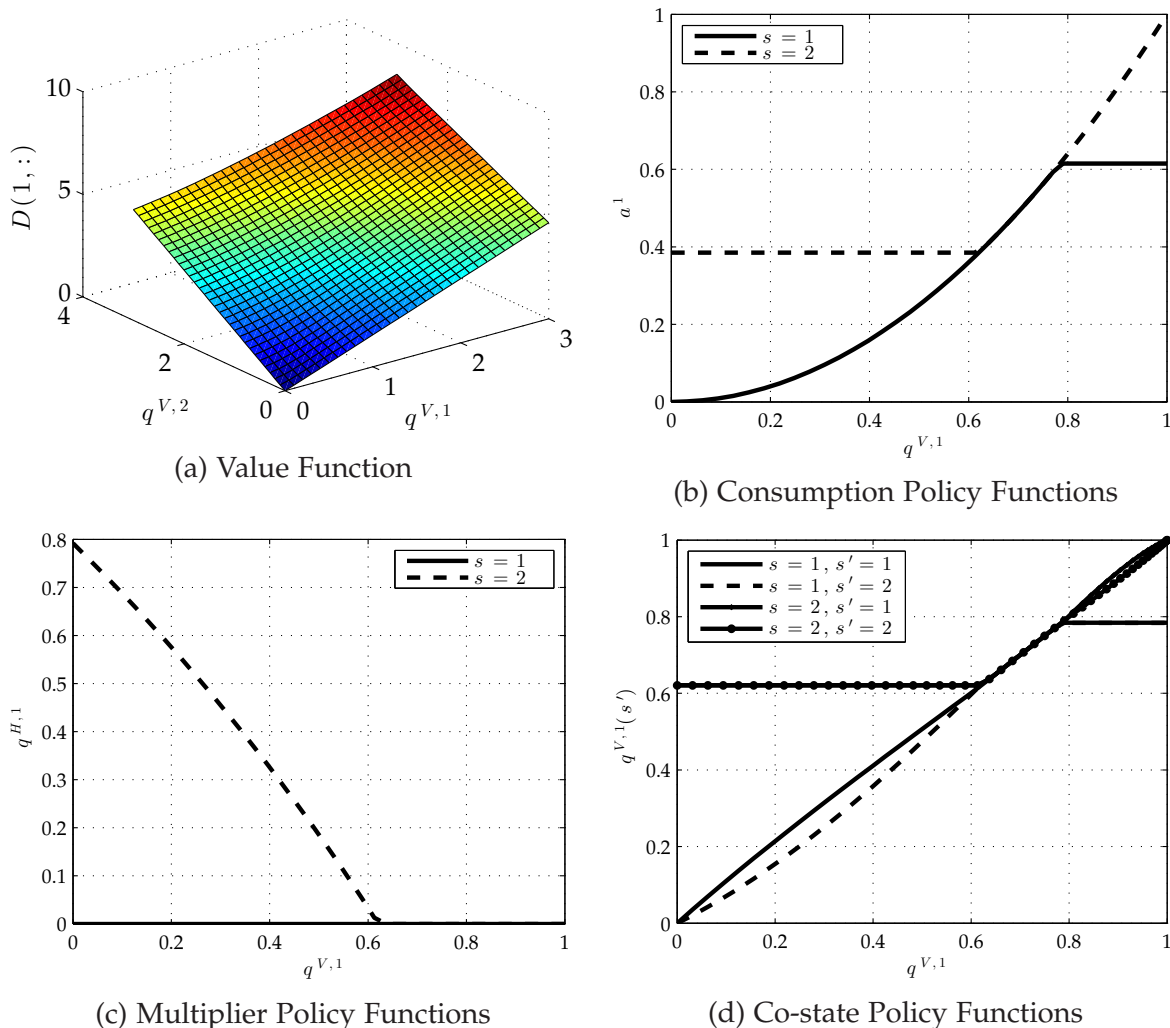 10
5
0
D(1,:)
4
2
0
q^{V,2}
0
1
2
3
q^{V,1}
(a) Value Function
1
0.8
0.6
0.4
0.2
0
a^1
s = 1
s = 2
0 0.2 0.4 0.6 0.8 1
q^{V,1}
(b) Consumption Policy Functions
0.8
0.7
0.6
0.5
0.4
0.3
0.2
0.1
0
q^{H,1}
s = 1
s = 2
0 0.2 0.4 0.6 0.8 1
q^{V,1}
(c) Multiplier Policy Functions
1
0.8
0.6
0.4
0.2
0
q^{V,1}(s′)
s = 1, s′ = 1
s = 1, s′ = 2
s = 2, s′ = 1
s = 2, s′ = 2
0 0.2 0.4 0.6 0.8 1
q^{V,1}
(d) Co-state Policy Functions